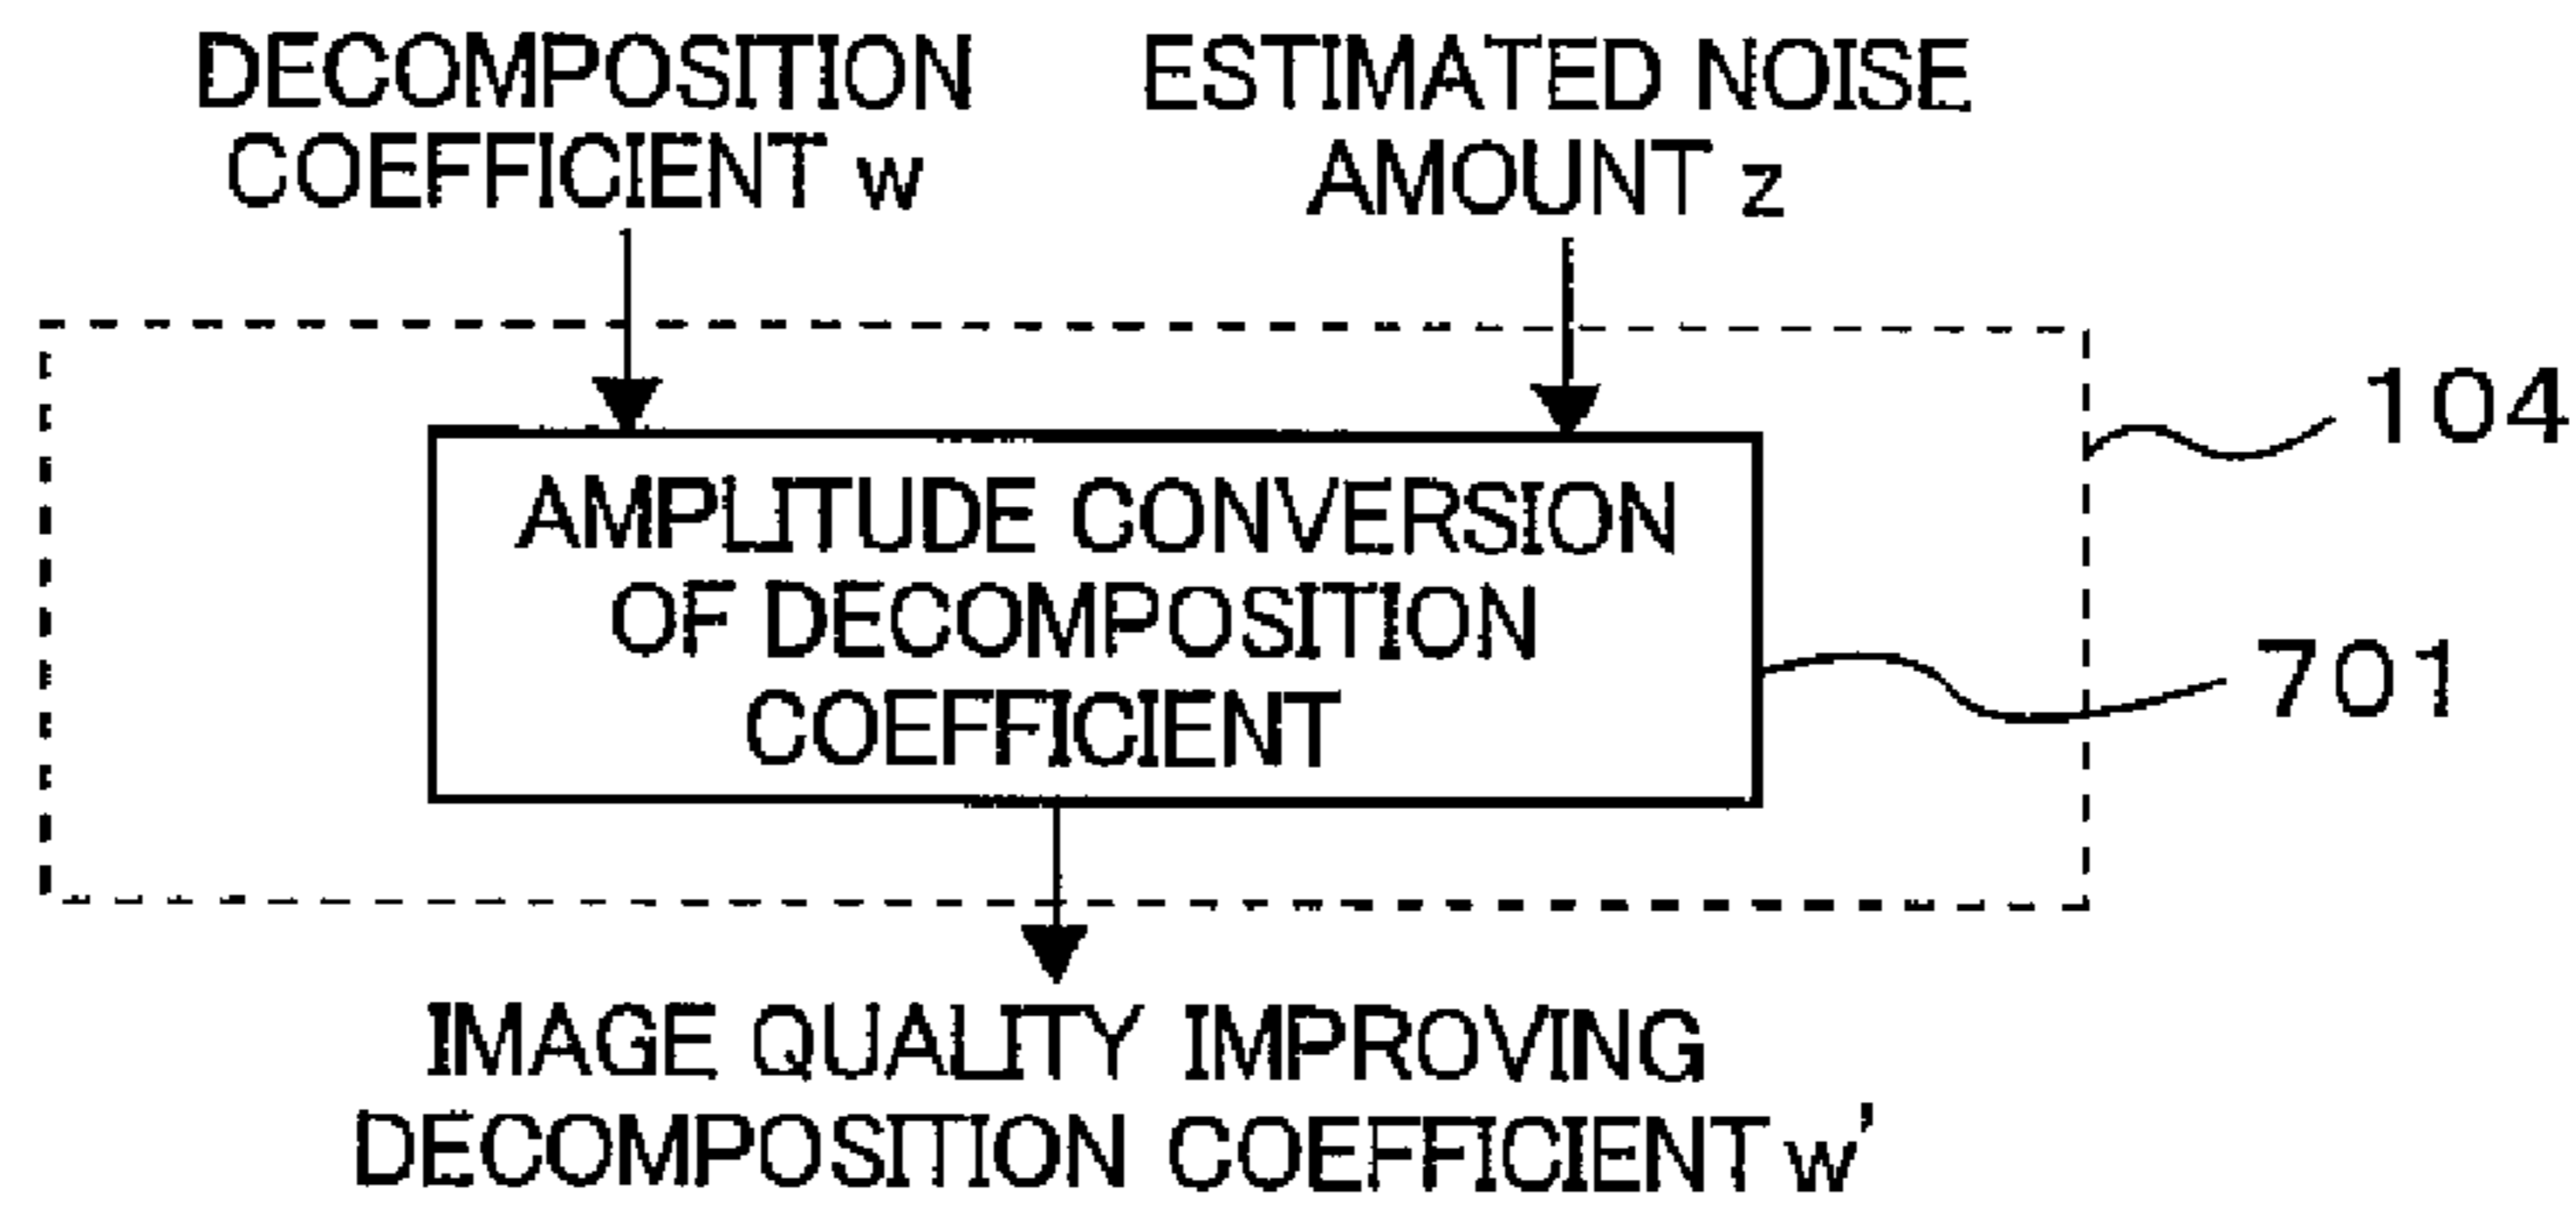 DECOMPOSITION
COEFFICIENT w
ESTIMATED NOISE
AMOUNT z
104
AMPLITUDE CONVERSION
OF DECOMPOSITION
COEFFICIENT
701
IMAGE QUALITY IMPROVING
DECOMPOSITION COEFFICIENT w'